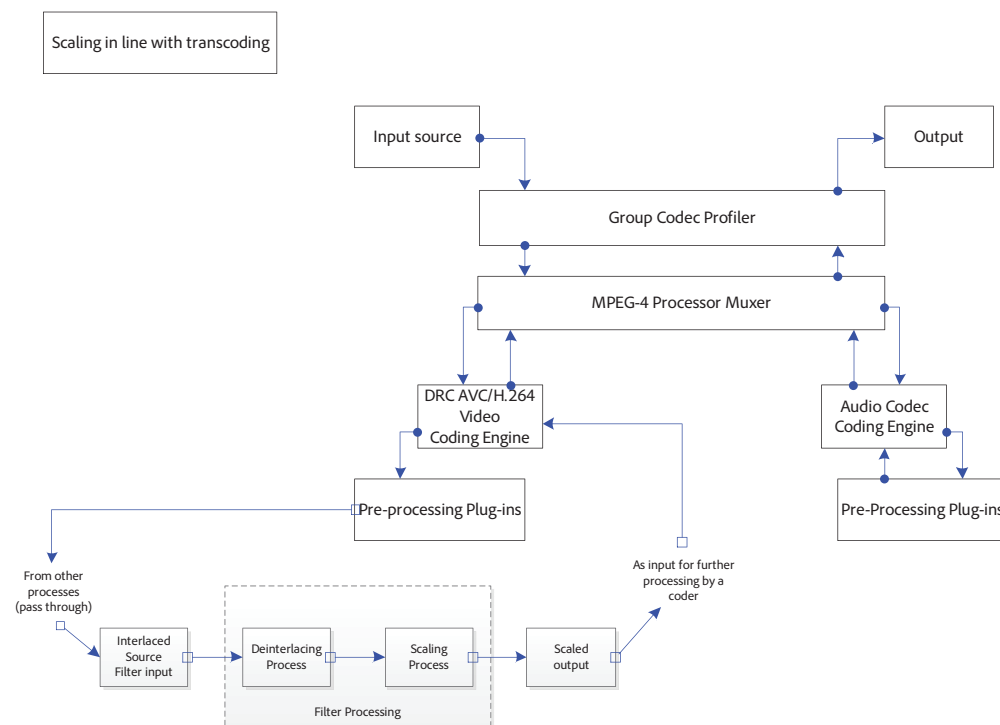 Scaling in line with transcoding
Input source
Output
Group Codec Profiler
MPEG-4 Processor Muxer
DRC AVC/H.264
Video
Coding Engine
Audio Codec
Coding Engine
Pre-processing Plug-ins
Pre-Processing Plug-ins
From other
processes
(pass through)
As input for further
processing by a
coder
Interlaced
Source
Filter input
Deinterlacing
Process
Scaling
Process
Scaled
output
Filter Processing